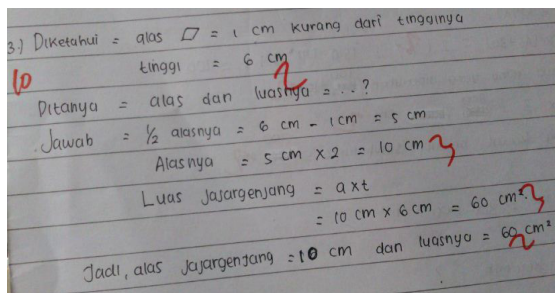 3.) Diketahui = alas ▱ = 1 cm kurang dari tingginya
10
tinggi = 6 cm
Ditanya = alas dan luasnya = . . ?
Jawab = ½ alasnya = 6 cm - 1 cm = 5 cm
Alasnya = 5 cm x 2 = 10 cm
Luas Jajargenjang = a x t
= 10 cm x 6 cm = 60 cm².
Jadi, alas Jajargenjang = 10 cm dan luasnya = 60 cm²